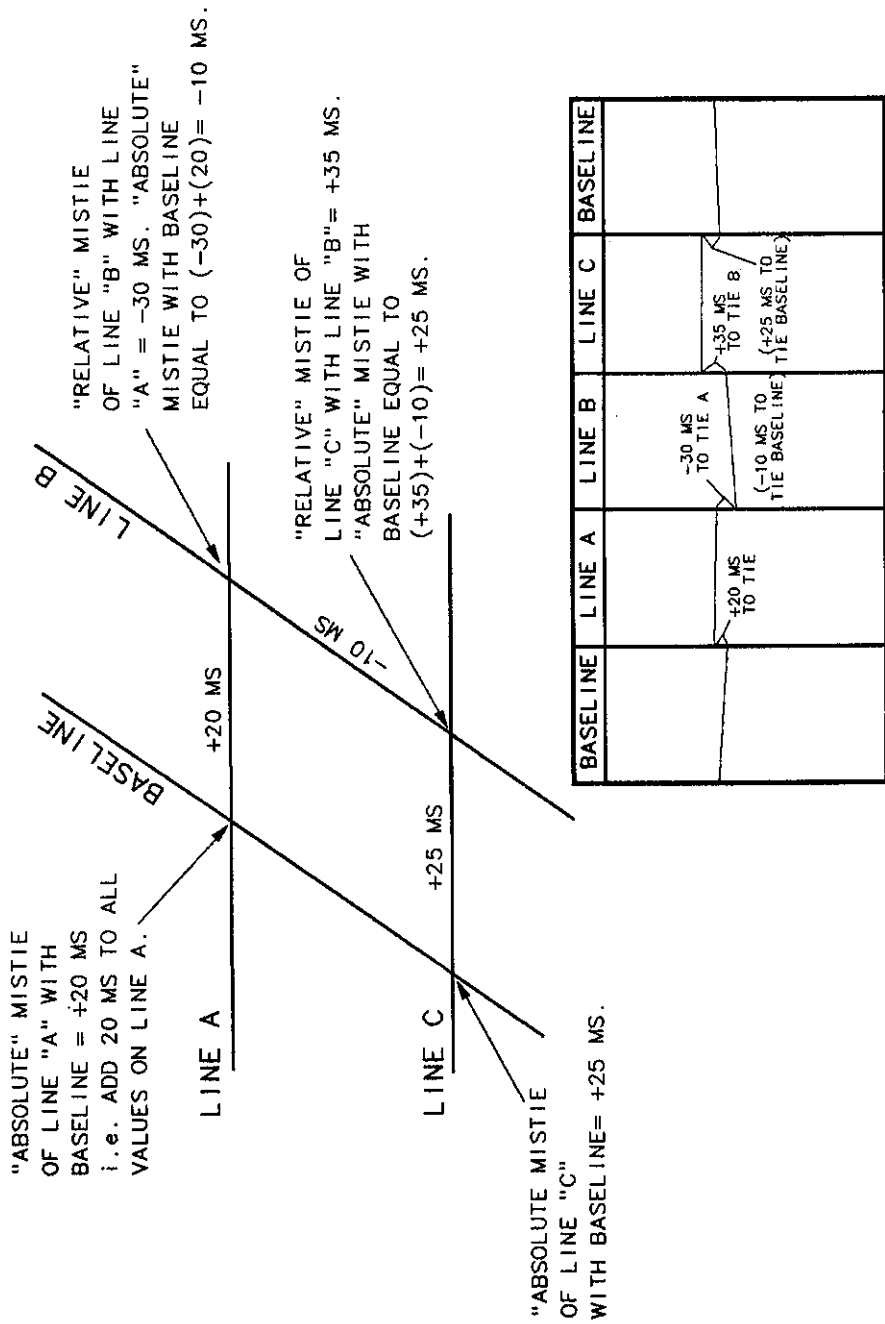 "ABSOLUTE" MISTIE
OF LINE "A" WITH
BASELINE = +20 MS
i.e. ADD 20 MS TO ALL
VALUES ON LINE A.
BASELINE
LINE B
"RELATIVE" MISTIE
OF LINE "B" WITH LINE
"A" = -30 MS. "ABSOLUTE"
MISTIE WITH BASELINE
EQUAL TO (-30)+(20)= -10 MS.
LINE A
+20 MS
-10 MS
"RELATIVE" MISTIE OF
LINE "C" WITH LINE "B"= +35 MS.
"ABSOLUTE" MISTIE WITH
BASELINE EQUAL TO
(+35)+(-10)= +25 MS.
LINE C
+25 MS
"ABSOLUTE MISTIE
OF LINE "C"
WITH BASELINE= +25 MS.
BASELINE LINE A LINE B LINE C BASELINE
+20 MS
TO TIE
-30 MS
TO TIE A
(-10 MS TO
TIE BASELINE)
+35 MS
TO TIE B
(+25 MS TO
TIE BASELINE)